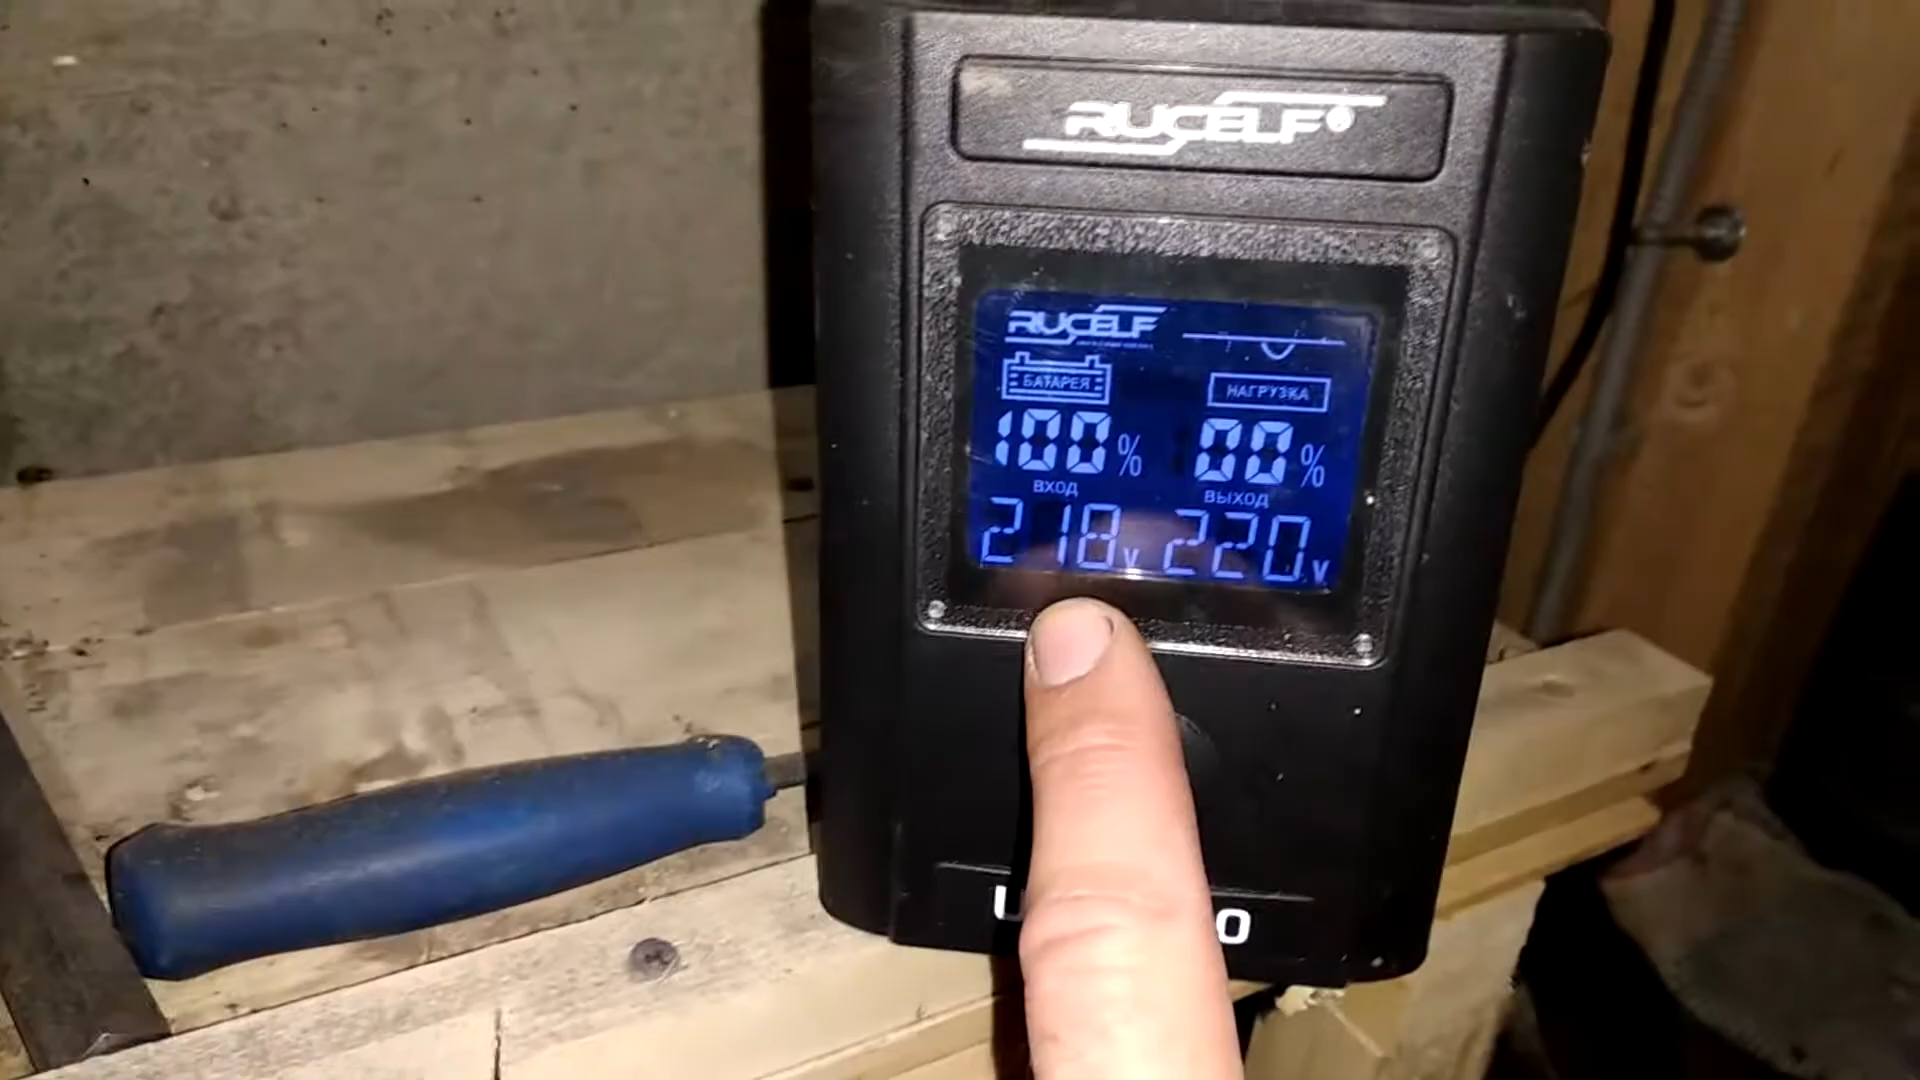 RUCELF®
RUCELF
БАТАРЕЯ НАГРУЗКА
100% 00%
ВХОД ВЫХОД
218v 220v